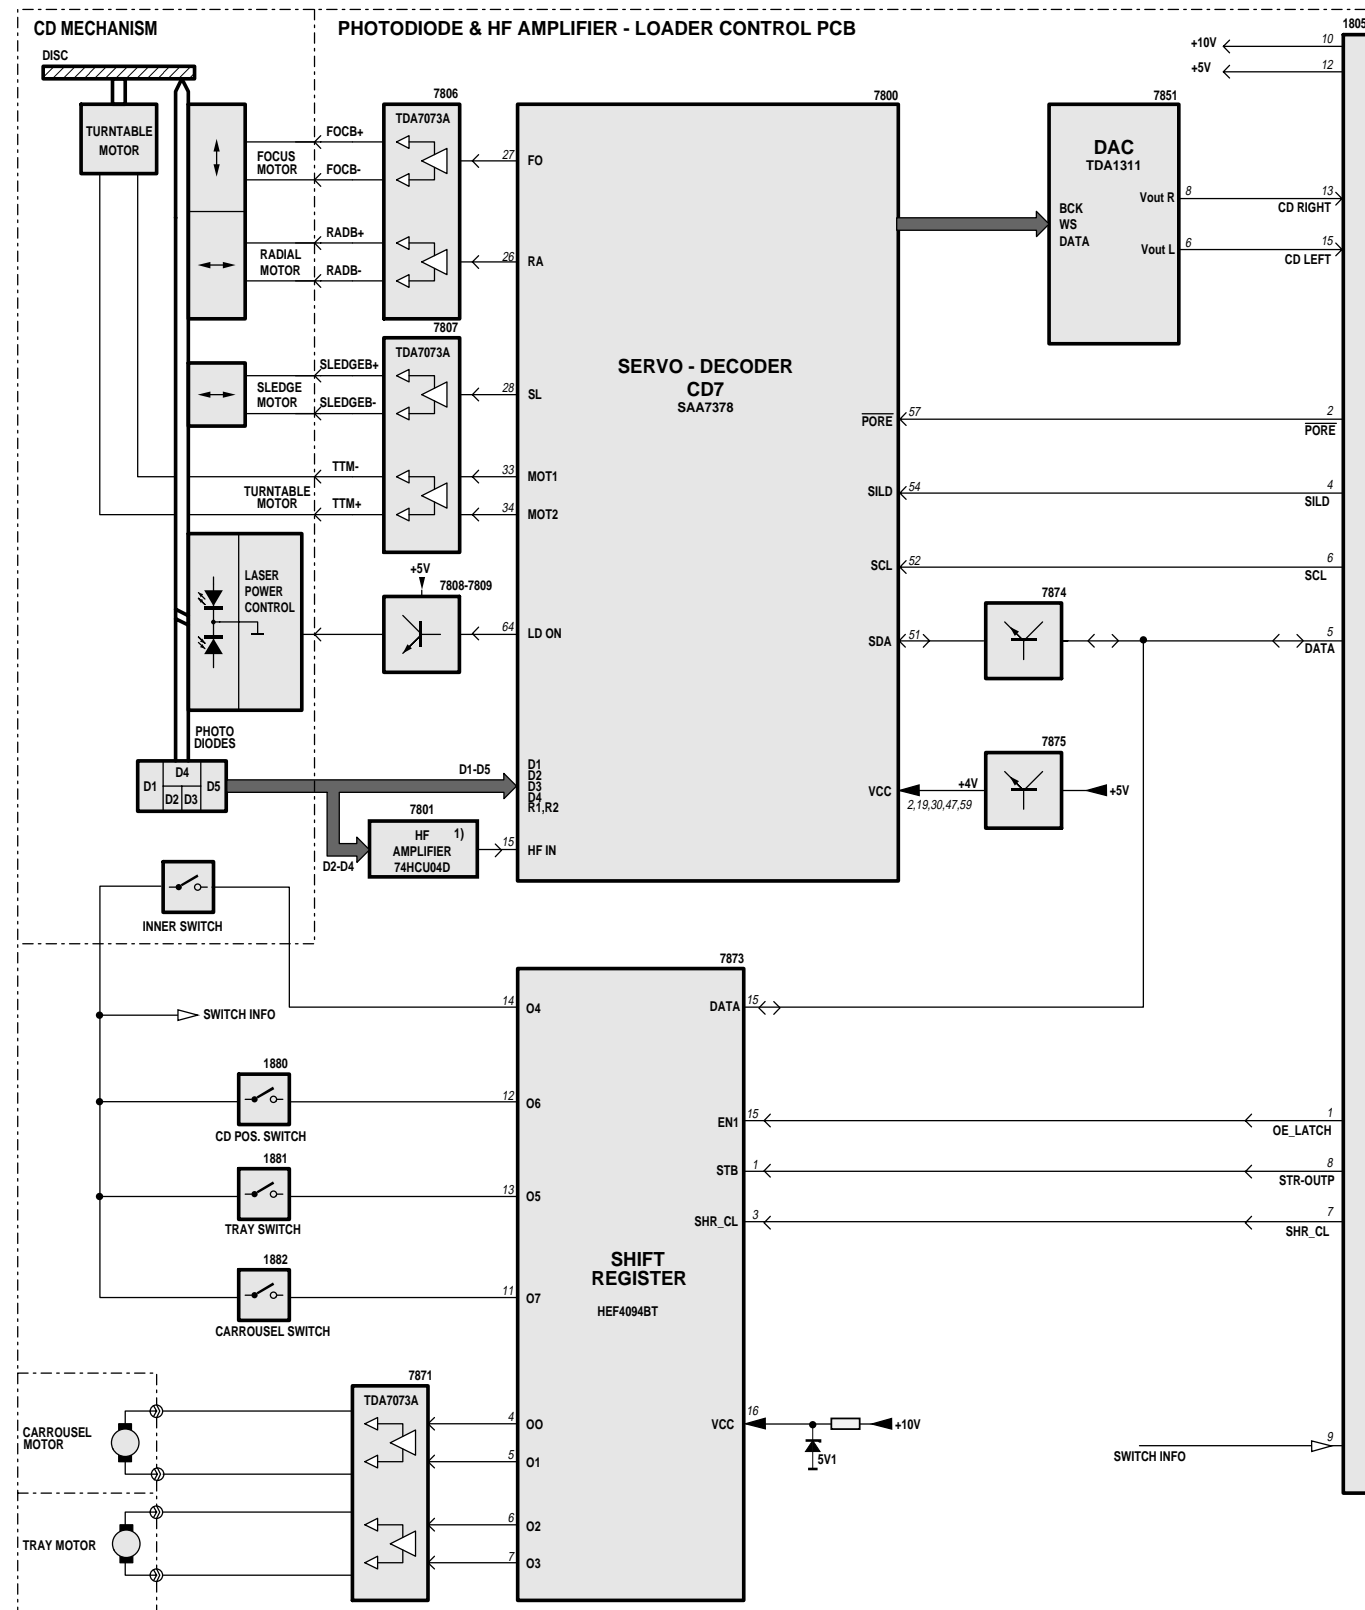 CD MECHANISM
PHOTODIODE & HF AMPLIFIER - LOADER CONTROL PCB
1805
DISC
+10V
10
+5V
12
TURNTABLE
MOTOR
FOCUS
MOTOR
RADIAL
MOTOR
FOCB+
FOCB-
RADB+
RADB-
7806
TDA7073A
7800
27
FO
26
RA
7851
DAC
TDA1311
BCK
WS
DATA
Vout R
8
13
CD RIGHT
Vout L
6
15
CD LEFT
7807
TDA7073A
SLEDGE
MOTOR
SLEDGEB+
SLEDGEB-
28
SL
SERVO - DECODER
CD7
SAA7378
PORE
57
2
PORE
TTM-
TURNTABLE
MOTOR
TTM+
33
MOT1
34
MOT2
SILD
54
4
SILD
SCL
52
6
SCL
LASER
POWER
CONTROL
+5V
7808-7809
64
LD ON
SDA
51
7874
5
DATA
PHOTO
DIODES
D1
D4
D5
D2
D3
D1-D5
D1
D2
D3
D4
R1,R2
7875
VCC
+4V
2,19,30,47,59
+5V
7801
HF
1)
AMPLIFIER
74HCU04D
D2-D4
15
HF IN
INNER SWITCH
7873
SWITCH INFO
14
O4
DATA
15
1880
CD POS. SWITCH
12
O6
EN1
15
1
OE_LATCH
1881
TRAY SWITCH
13
O5
STB
1
8
STR-OUTP
SHR_CL
3
7
SHR_CL
1882
CARROUSEL SWITCH
11
O7
SHIFT
REGISTER
HEF4094BT
7871
TDA7073A
CARROUSEL
MOTOR
4
OO
5
O1
VCC
16
+10V
5V1
SWITCH INFO
9
TRAY MOTOR
6
O2
7
O3